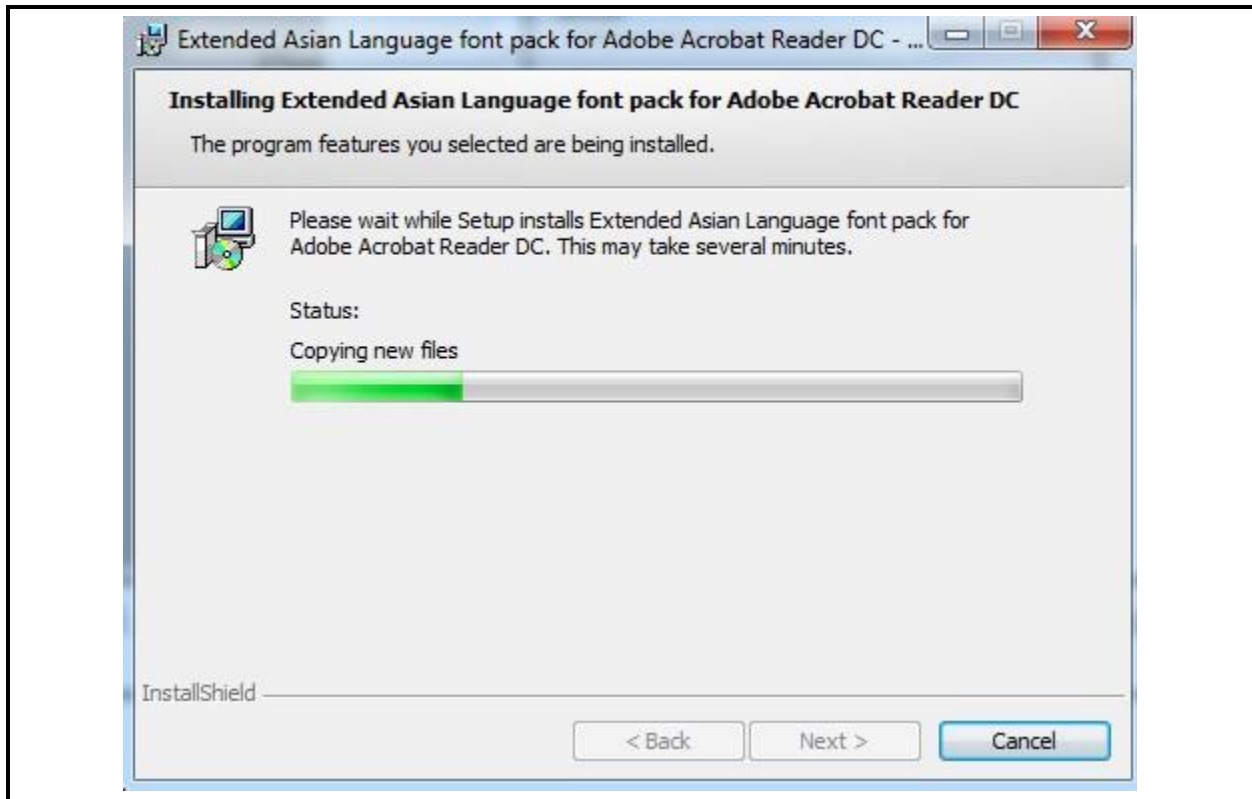 Extended Asian Language font pack for Adobe Acrobat Reader DC - ...
Installing Extended Asian Language font pack for Adobe Acrobat Reader DC
The program features you selected are being installed.
Please wait while Setup installs Extended Asian Language font pack for
Adobe Acrobat Reader DC. This may take several minutes.
Status:
Copying new files
InstallShield
< Back Next > Cancel